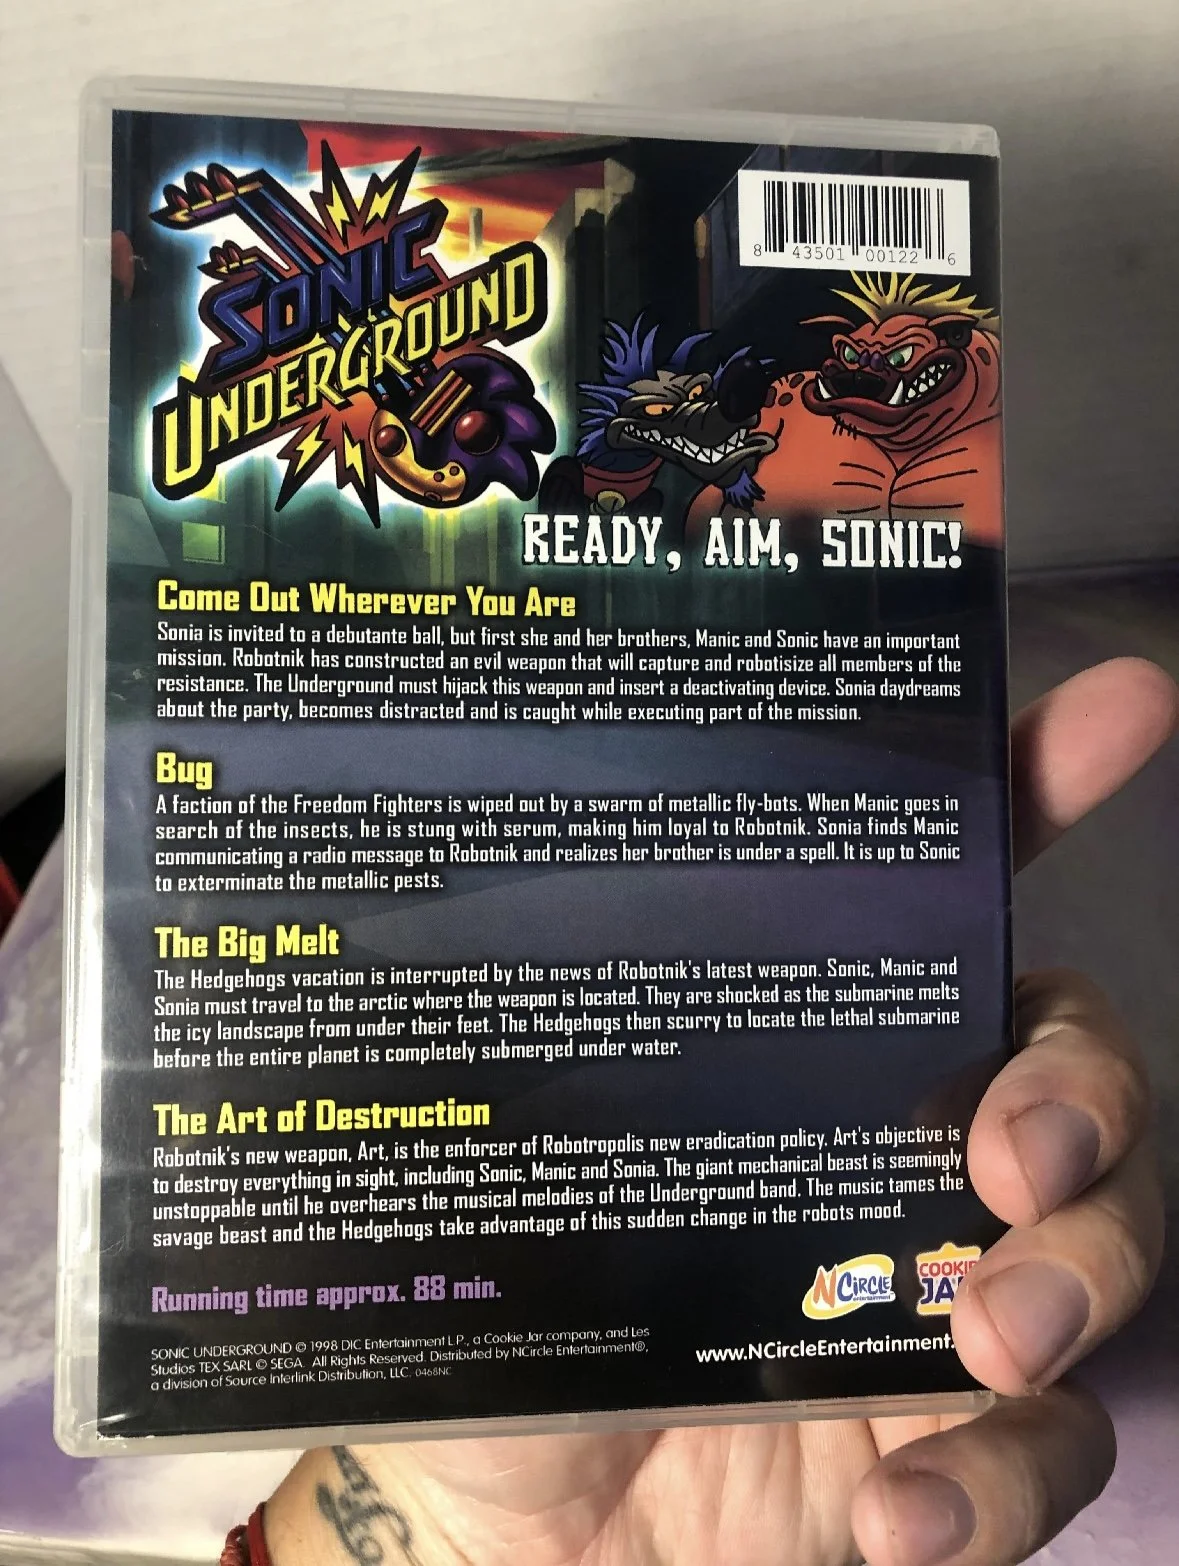 SONIC
UNDERGROUND
8 43501 00122 6
READY, AIM, SONIC!
Come Out Wherever You Are
Sonia is invited to a debutante ball, but first she and her brothers, Manic and Sonic have an important
mission. Robotnik has constructed an evil weapon that will capture and robotisize all members of the
resistance. The Underground must hijack this weapon and insert a deactivating device. Sonia daydreams
about the party, becomes distracted and is caught while executing part of the mission.
Bug
A faction of the Freedom Fighters is wiped out by a swarm of metallic fly-bots. When Manic goes in
search of the insects, he is stung with serum, making him loyal to Robotnik. Sonia finds Manic
communicating a radio message to Robotnik and realizes her brother is under a spell. It is up to Sonic
to exterminate the metallic pests.
The Big Melt
The Hedgehogs vacation is interrupted by the news of Robotnik's latest weapon. Sonic, Manic and
Sonia must travel to the arctic where the weapon is located. They are shocked as the submarine melts
the icy landscape from under their feet. The Hedgehogs then scurry to locate the lethal submarine
before the entire planet is completely submerged under water.
The Art of Destruction
Robotnik's new weapon, Art, is the enforcer of Robotropolis new eradication policy. Art's objective is
to destroy everything in sight, including Sonic, Manic and Sonia. The giant mechanical beast is seemingly
unstoppable until he overhears the musical melodies of the Underground band. The music tames the
savage beast and the Hedgehogs take advantage of this sudden change in the robots mood.
Running time approx. 88 min.
NCIRCLE
entertainment
COOKIE
JA
SONIC UNDERGROUND © 1998 DIC Entertainment L.P., a Cookie Jar company, and Les
Studios TEX SARL © SEGA. All Rights Reserved. Distributed by NCircle Entertainment®,
a division of Source Interlink Distribution, LLC. 0468NC
www.NCircleEntertainment.